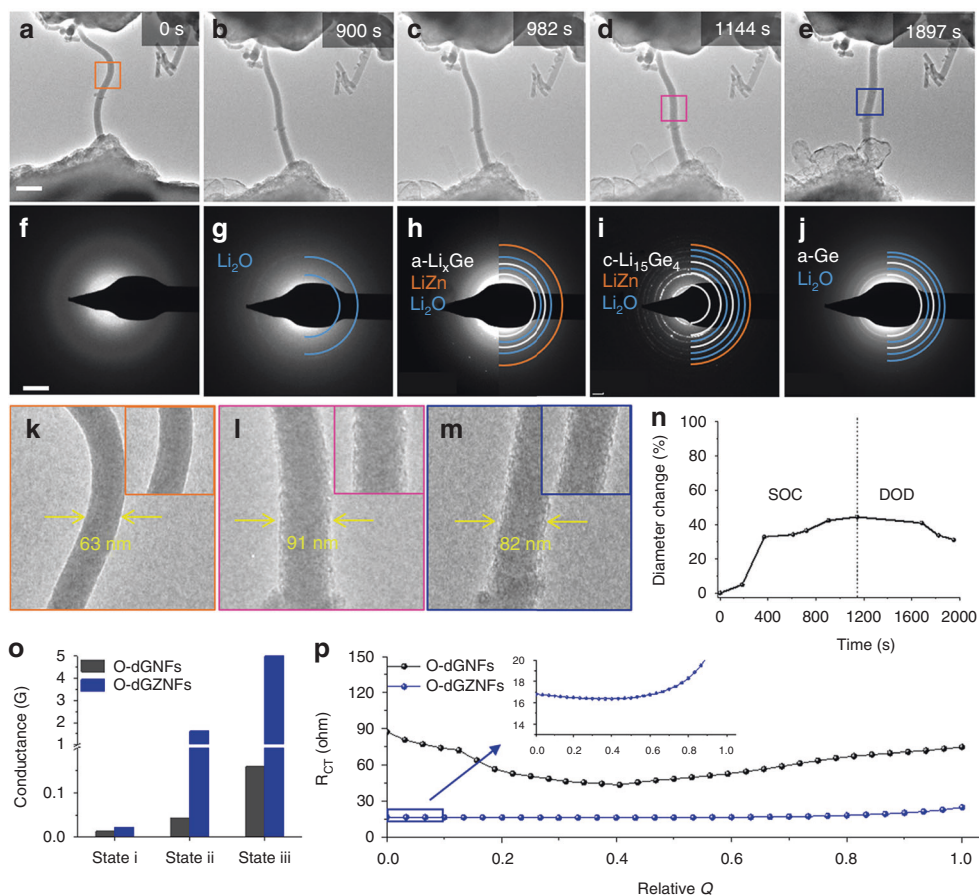 a
0 s
b
900 s
c
982 s
d
1144 s
e
1897 s
f
g
Li2O
h
a-LixGe
LiZn
Li2O
i
c-Li15Ge4
LiZn
Li2O
j
a-Ge
Li2O
k
63 nm
l
91 nm
m
82 nm
n
100
80
60
40
20
0
Diameter change (%)
SOC
DOD
0 400 800 1200 1600 2000
Time (s)
o
O-dGNFs
O-dGZNFs
5
4
3
2
1
0.1
0.0
Conductance (G)
State i State ii State iii
p
O-dGNFs
O-dGZNFs
150
120
90
60
30
0
RCT (ohm)
20
18
16
14
0.0 0.2 0.4 0.6 0.8 1.0
0.0 0.2 0.4 0.6 0.8 1.0
Relative Q